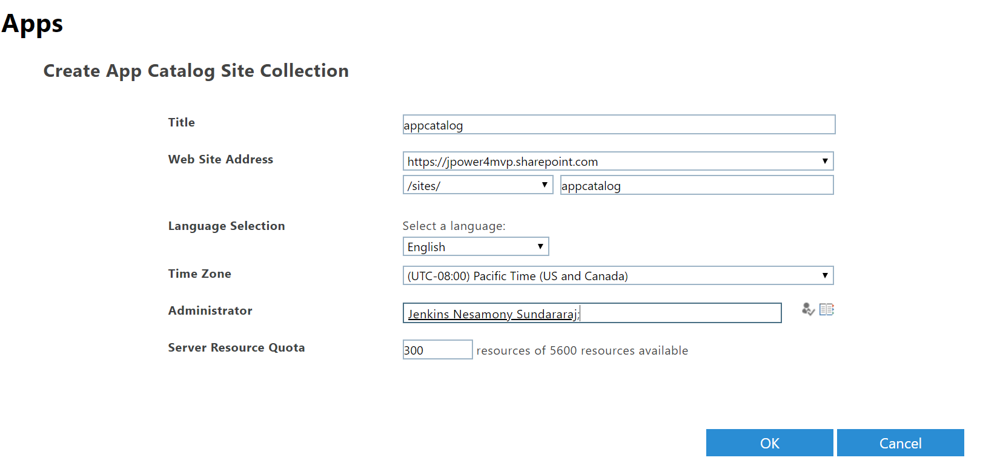 Apps
Create App Catalog Site Collection
Title
appcatalog
Web Site Address
https://jpower4mvp.sharepoint.com
/sites/ appcatalog
Language Selection
Select a language:
English
Time Zone
(UTC-08:00) Pacific Time (US and Canada)
Administrator
Jenkins Nesamony Sundararaj;
Server Resource Quota
300 resources of 5600 resources available
OK Cancel